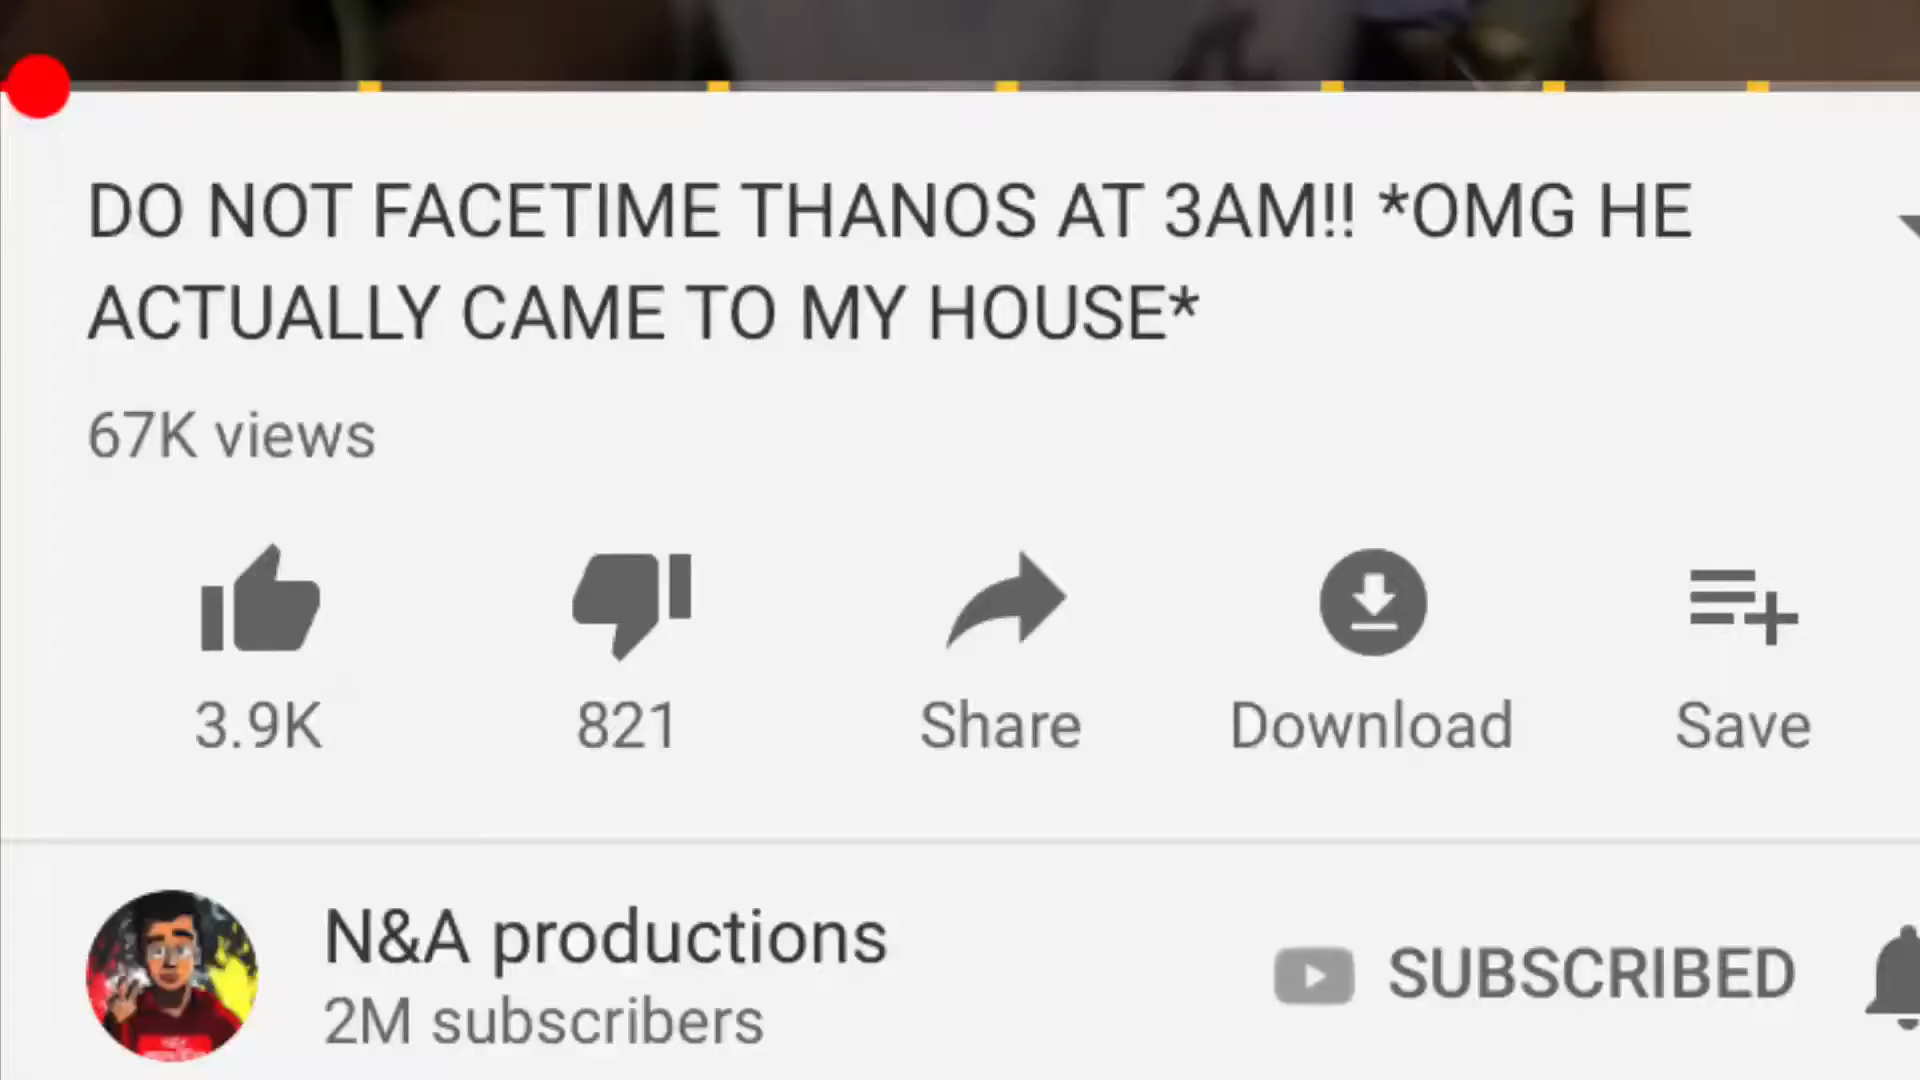 DO NOT FACETIME THANOS AT 3AM!! *OMG HE
ACTUALLY CAME TO MY HOUSE*
67K views
3.9K
821
Share
Download
Save
N&A productions
2M subscribers
SUBSCRIBED